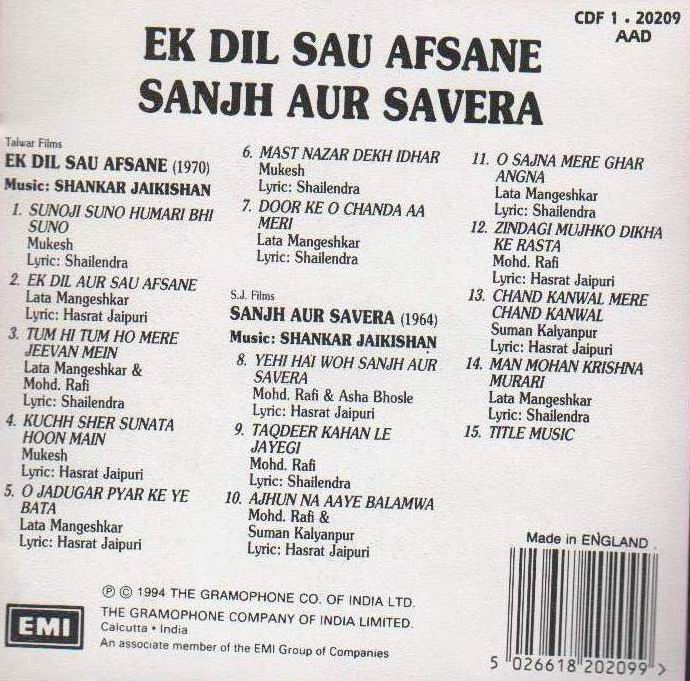 CDF 1 . 20209
AAD
EK DIL SAU AFSANE
SANJH AUR SAVERA
Talwar Films
EK DIL SAU AFSANE (1970)
Music: SHANKAR JAIKISHAN
1. SUNOJI SUNO HUMARI BHI
SUNO
Mukesh
Lyric: Shailendra
2. EK DIL AUR SAU AFSANE
Lata Mangeshkar
Lyric: Hasrat Jaipuri
3. TUM HI TUM HO MERE
JEEVAN MEIN
Lata Mangeshkar &
Mohd. Rafi
Lyric: Shailendra
4. KUCHH SHER SUNATA
HOON MAIN
Mukesh
Lyric: Hasrat Jaipuri
5. O JADUGAR PYAR KE YE
BATA
Lata Mangeshkar
Lyric: Hasrat Jaipuri
6. MAST NAZAR DEKH IDHAR
Mukesh
Lyric: Shailendra
7. DOOR KE O CHANDA AA
MERI
Lata Mangeshkar
Lyric: Shailendra
S.J. Films
SANJH AUR SAVERA (1964)
Music: SHANKAR JAIKISHAN
8. YEHI HAI WOH SANJH AUR
SAVERA
Mohd. Rafi & Asha Bhosle
Lyric: Hasrat Jaipuri
9. TAQDEER KAHAN LE
JAYEGI
Mohd. Rafi
Lyric: Shailendra
10. AJHUN NA AAYE BALAMWA
Mohd. Rafi &
Suman Kalyanpur
Lyric: Hasrat Jaipuri
11. O SAJNA MERE GHAR
ANGNA
Lata Mangeshkar
Lyric: Shailendra
12. ZINDAGI MUJHKO DIKHA
KE RASTA
Mohd. Rafi
Lyric: Hasrat Jaipuri
13. CHAND KANWAL MERE
CHAND KANWAL
Suman Kalyanpur
Lyric: Hasrat Jaipuri
14. MAN MOHAN KRISHNA
MURARI
Lata Mangeshkar
Lyric: Shailendra
15. TITLE MUSIC
Made in ENGLAND
℗ © 1994 THE GRAMOPHONE CO. OF INDIA LTD.
THE GRAMOPHONE COMPANY OF INDIA LIMITED.
Calcutta • India
An associate member of the EMI Group of Companies
EMI
5 026618 202099 >